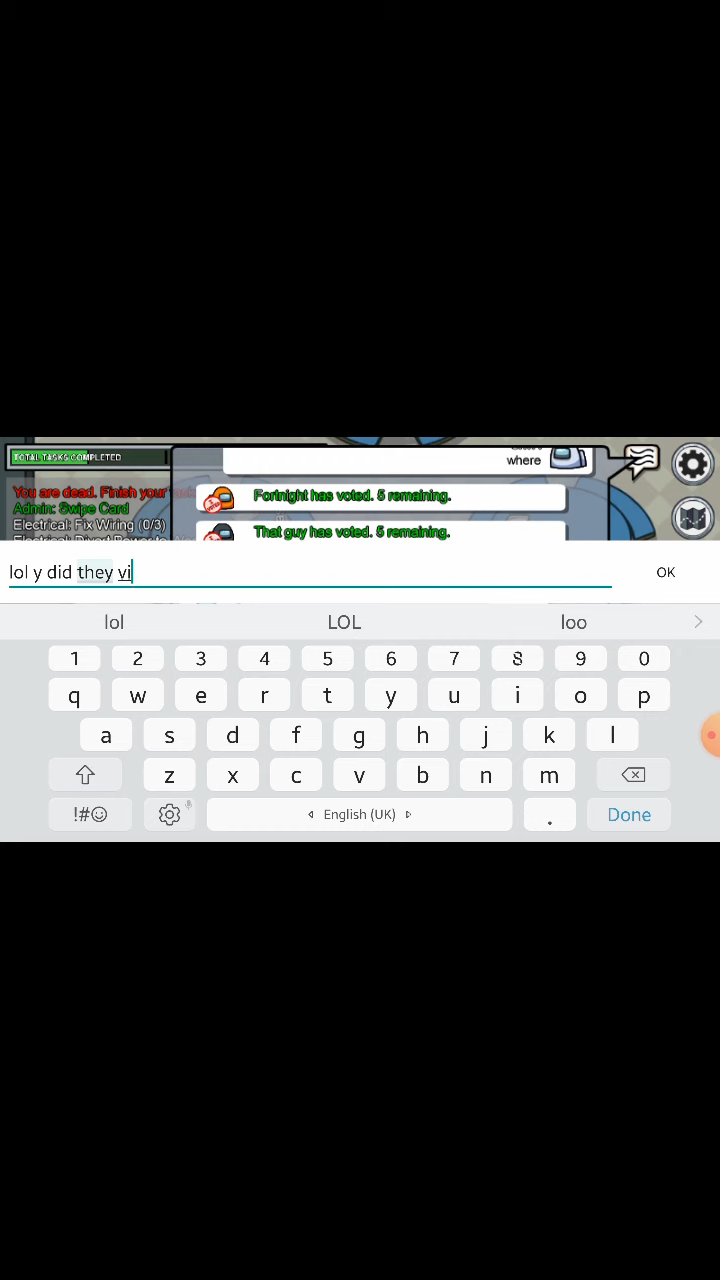 TOTAL TASKS COMPLETED
where
You are dead. Finish your task
Fortnight has voted. 5 remaining.
Admin: Swipe Card
Electrical: Fix Wiring (0/3)
That guy has voted. 5 remaining.
lol y did they vi
OK
lol LOL loo
1 2 3 4 5 6 7 8 9 0
q w e r t y u i o p
a s d f g h j k l
z x c v b n m
!#☺ English (UK) . Done